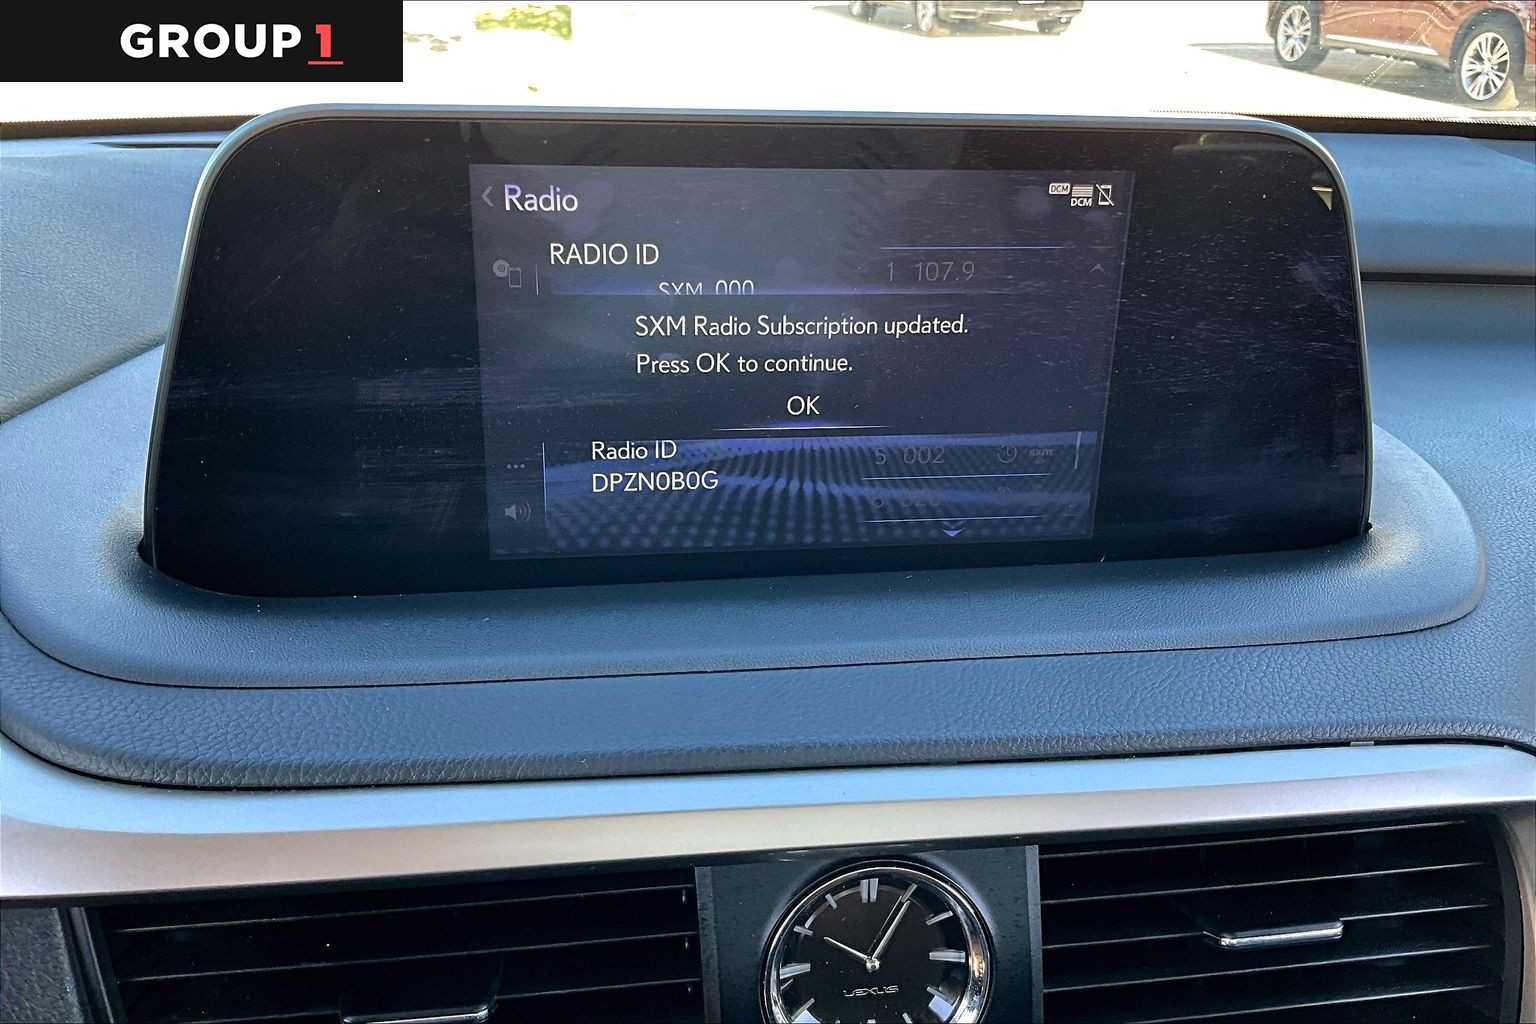 GROUP 1
Radio
DCM
DCM
RADIO ID
1 107.9
SXM 000
SXM Radio Subscription updated.
Press OK to continue.
OK
Radio ID
5 002
DPZN0B0G
LEXUS